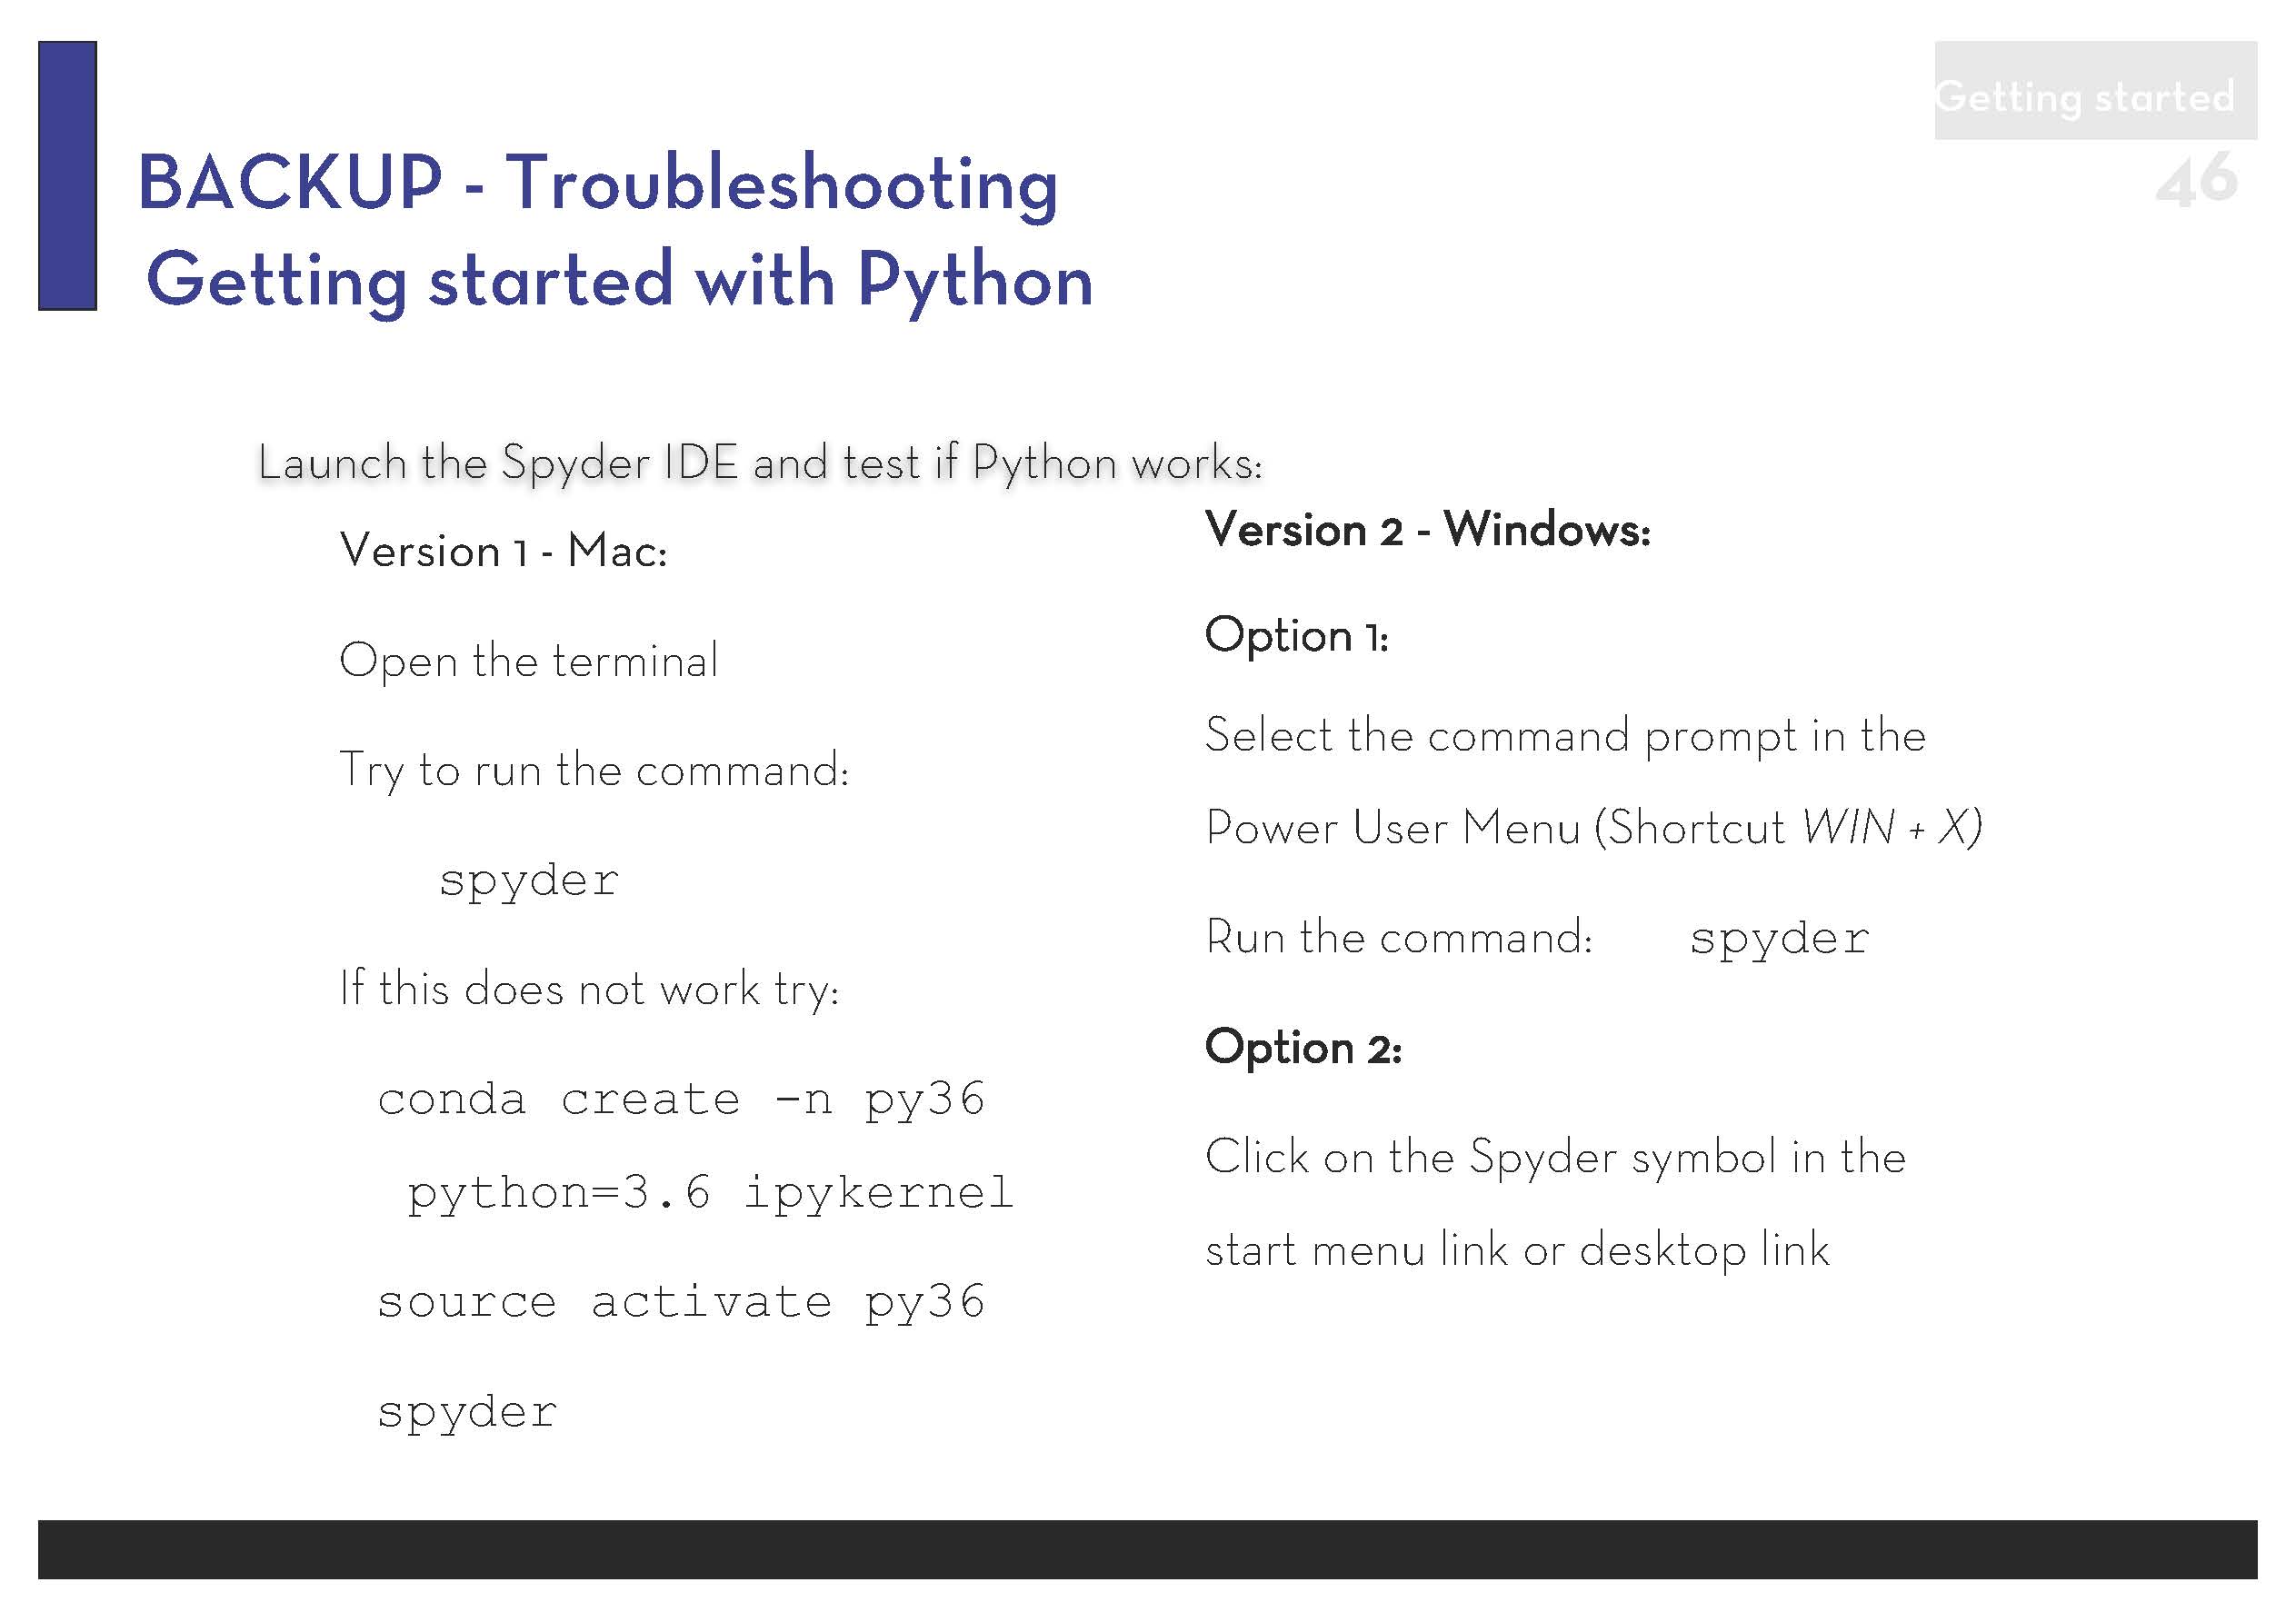 Getting started
46
BACKUP - Troubleshooting
Getting started with Python
Launch the Spyder IDE and test if Python works:
Version 1 - Mac:
Open the terminal
Try to run the command:
spyder
If this does not work try:
conda create -n py36
python=3.6 ipykernel
source activate py36
spyder
Version 2 - Windows:
Option 1:
Select the command prompt in the
Power User Menu (Shortcut WIN + X)
Run the command: spyder
Option 2:
Click on the Spyder symbol in the
start menu link or desktop link